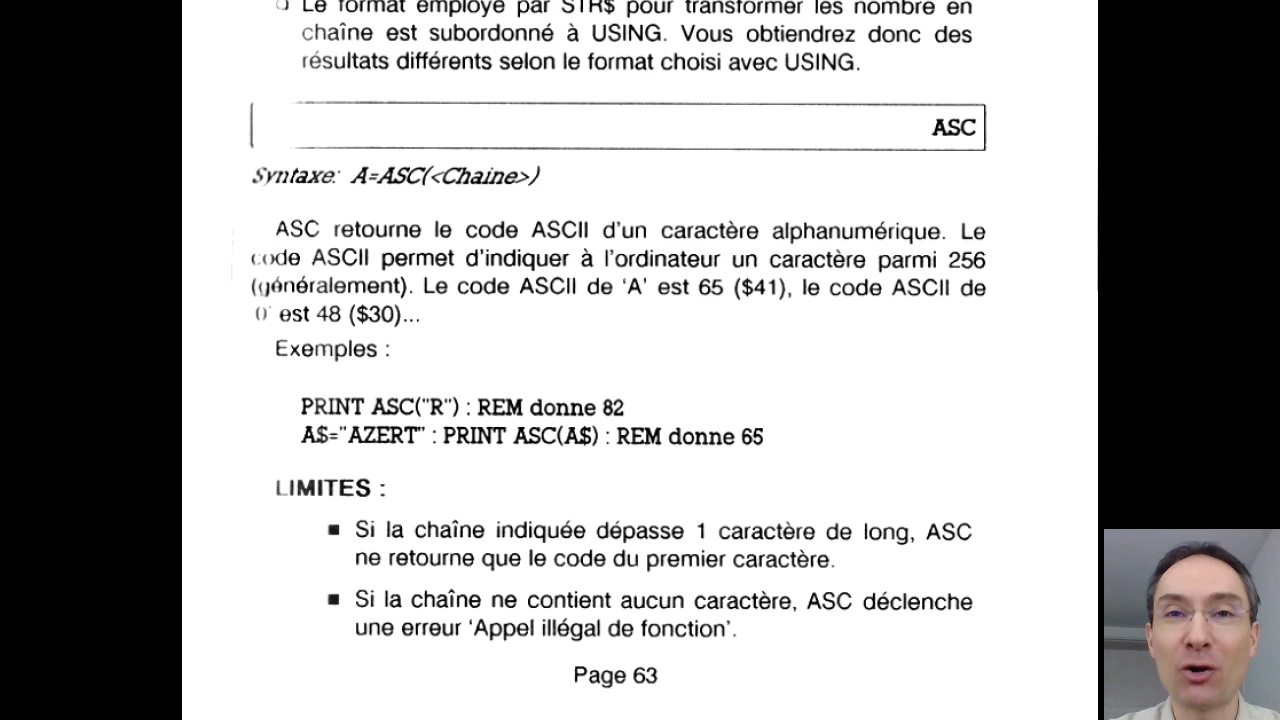 Le format employé par STR$ pour transformer les nombre en
chaîne est subordonné à USING. Vous obtiendrez donc des
résultats différents selon le format choisi avec USING.
ASC
Syntaxe: A=ASC(<Chaine>)
ASC retourne le code ASCII d'un caractère alphanumérique. Le
code ASCII permet d'indiquer à l'ordinateur un caractère parmi 256
(généralement). Le code ASCII de 'A' est 65 ($41), le code ASCII de
0' est 48 ($30)...
Exemples :
PRINT ASC("R") : REM donne 82
A$="AZERT" : PRINT ASC(A$) : REM donne 65
LIMITES :
■ Si la chaîne indiquée dépasse 1 caractère de long, ASC
ne retourne que le code du premier caractère.
■ Si la chaîne ne contient aucun caractère, ASC déclenche
une erreur 'Appel illégal de fonction'.
Page 63